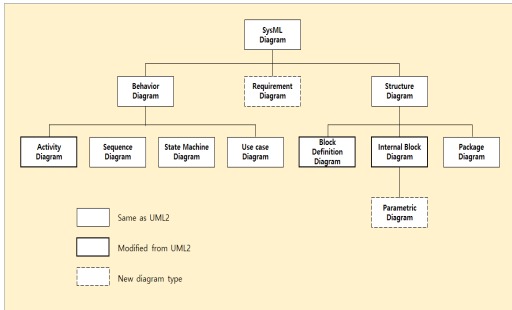 SysML
Diagram
Behavior
Diagram
Requirement
Diagram
Structure
Diagram
Activity
Diagram
Sequence
Diagram
State Machine
Diagram
Use case
Diagram
Block
Definition
Diagram
Internal Block
Diagram
Package
Diagram
Parametric
Diagram
Same as UML2
Modified from UML2
New diagram type